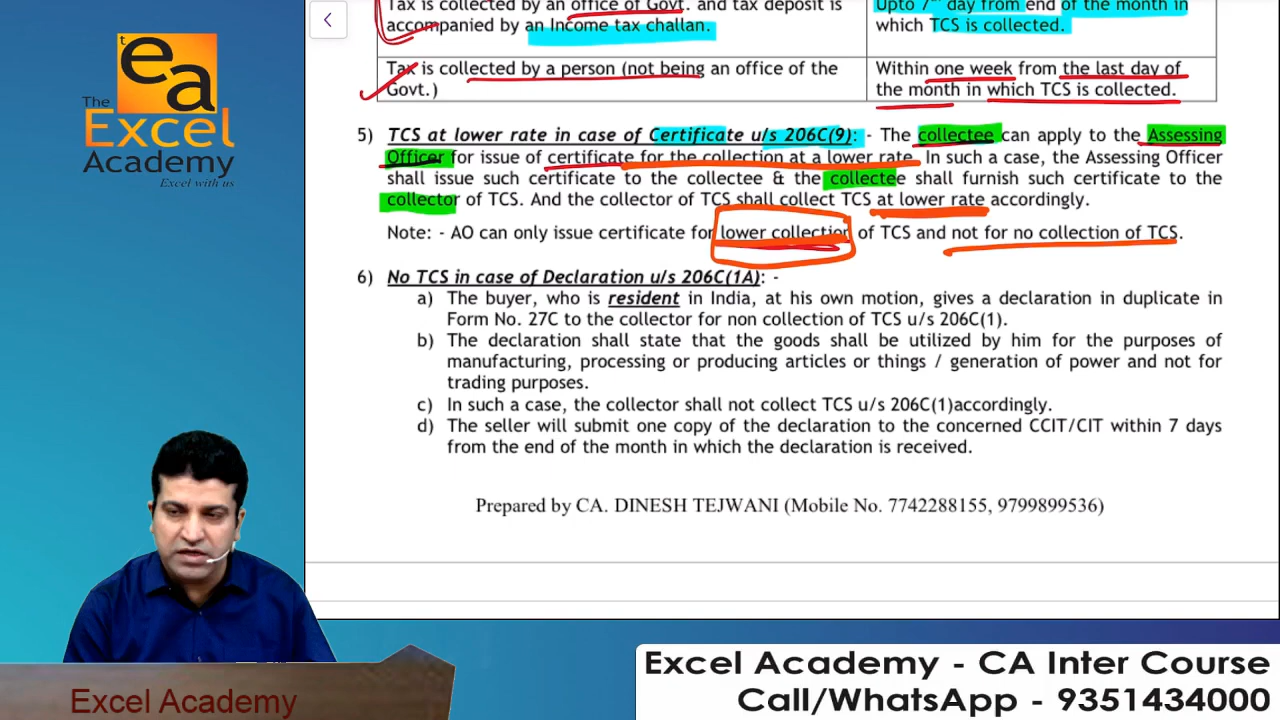 Tax is collected by an office of Govt. and tax deposit is
accompanied by an Income tax challan.
Upto 7th day from end of the month in
which TCS is collected.
Tax is collected by a person (not being an office of the
Govt.)
Within one week from the last day of
the month in which TCS is collected.
5) TCS at lower rate in case of Certificate u/s 206C(9): - The collectee can apply to the Assessing
Officer for issue of certificate for the collection at a lower rate. In such a case, the Assessing Officer
shall issue such certificate to the collectee & the collectee shall furnish such certificate to the
collector of TCS. And the collector of TCS shall collect TCS at lower rate accordingly.
Note: - AO can only issue certificate for lower collection of TCS and not for no collection of TCS.
6) No TCS in case of Declaration u/s 206C(1A): -
a) The buyer, who is resident in India, at his own motion, gives a declaration in duplicate in
Form No. 27C to the collector for non collection of TCS u/s 206C(1).
b) The declaration shall state that the goods shall be utilized by him for the purposes of
manufacturing, processing or producing articles or things / generation of power and not for
trading purposes.
c) In such a case, the collector shall not collect TCS u/s 206C(1)accordingly.
d) The seller will submit one copy of the declaration to the concerned CCIT/CIT within 7 days
from the end of the month in which the declaration is received.
Prepared by CA. DINESH TEJWANI (Mobile No. 7742288155, 9799899536)
t
ea
The
Excel
Academy
Excel with us
Excel Academy
Excel Academy - CA Inter Course
Call/WhatsApp - 9351434000